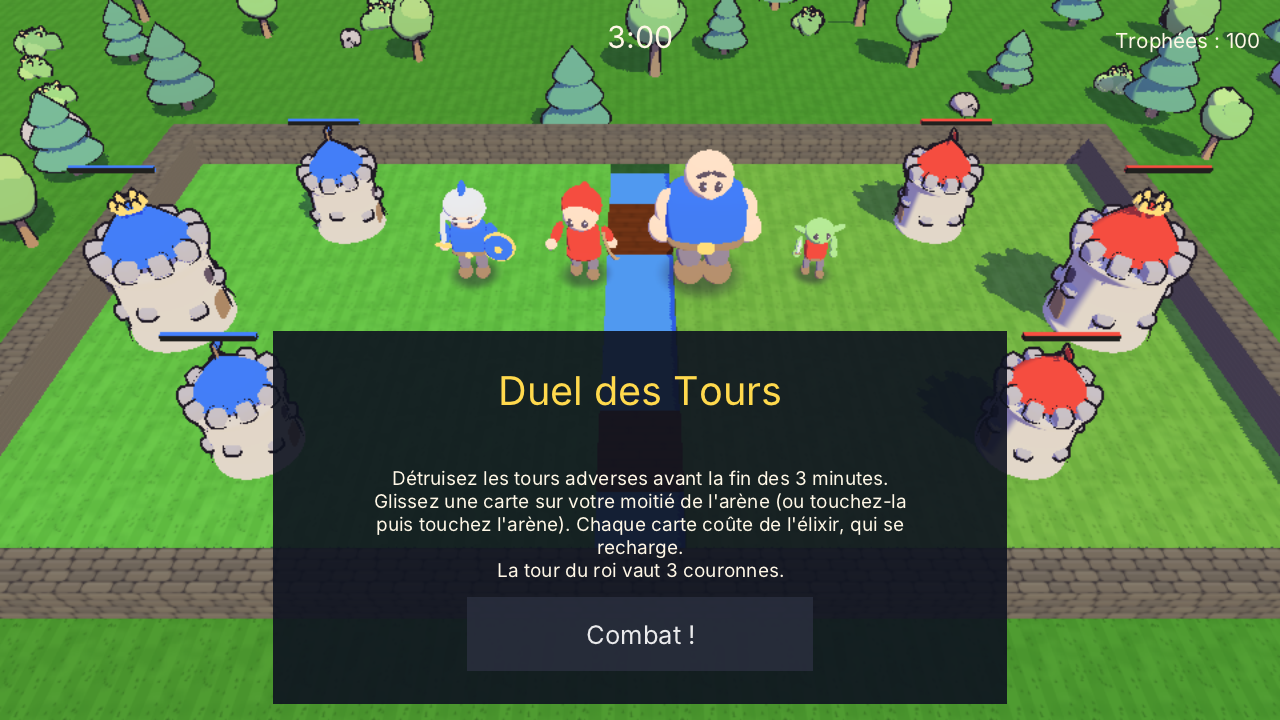 3:00
Trophées : 100
Duel des Tours
Détruisez les tours adverses avant la fin des 3 minutes.
Glissez une carte sur votre moitié de l'arène (ou touchez-la
puis touchez l'arène). Chaque carte coûte de l'élixir, qui se
recharge.
La tour du roi vaut 3 couronnes.
Combat !